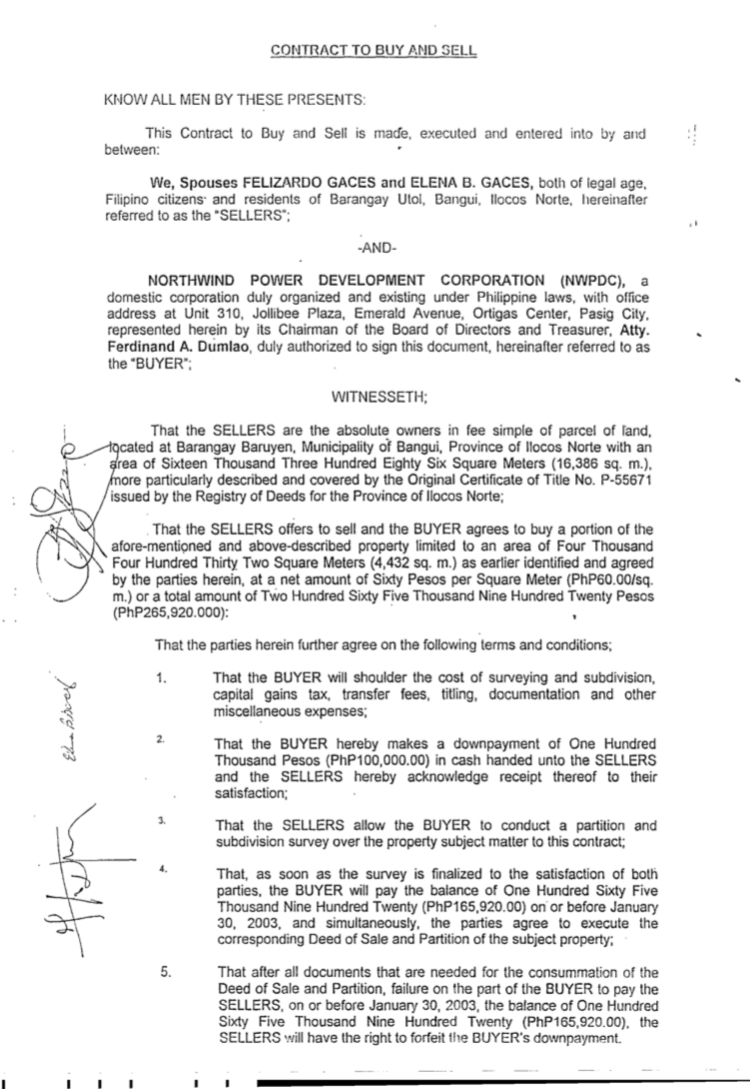 CONTRACT TO BUY AND SELL
KNOW ALL MEN BY THESE PRESENTS:
This Contract to Buy and Sell is made, executed and entered into by and
between:
We, Spouses FELIZARDO GACES and ELENA B. GACES, both of legal age,
Filipino citizens and residents of Barangay Utol, Bangui, Ilocos Norte, hereinafter
referred to as the "SELLERS";
-AND-
NORTHWIND POWER DEVELOPMENT CORPORATION (NWPDC), a
domestic corporation duly organized and existing under Philippine laws, with office
address at Unit 310, Jollibee Plaza, Emerald Avenue, Ortigas Center, Pasig City,
represented herein by its Chairman of the Board of Directors and Treasurer, Atty.
Ferdinand A. Dumlao, duly authorized to sign this document, hereinafter referred to as
the "BUYER";
WITNESSETH;
That the SELLERS are the absolute owners in fee simple of parcel of land,
located at Barangay Baruyen, Municipality of Bangui, Province of Ilocos Norte with an
area of Sixteen Thousand Three Hundred Eighty Six Square Meters (16,386 sq. m.),
more particularly described and covered by the Original Certificate of Title No. P-55671
issued by the Registry of Deeds for the Province of Ilocos Norte;
That the SELLERS offers to sell and the BUYER agrees to buy a portion of the
afore-mentioned and above-described property limited to an area of Four Thousand
Four Hundred Thirty Two Square Meters (4,432 sq. m.) as earlier identified and agreed
by the parties herein, at a net amount of Sixty Pesos per Square Meter (PhP60.00/sq.
m.) or a total amount of Two Hundred Sixty Five Thousand Nine Hundred Twenty Pesos
(PhP265,920.000):
That the parties herein further agree on the following terms and conditions;
1. That the BUYER will shoulder the cost of surveying and subdivision,
capital gains tax, transfer fees, titling, documentation and other
miscellaneous expenses;
2. That the BUYER hereby makes a downpayment of One Hundred
Thousand Pesos (PhP100,000.00) in cash handed unto the SELLERS
and the SELLERS hereby acknowledge receipt thereof to their
satisfaction;
3. That the SELLERS allow the BUYER to conduct a partition and
subdivision survey over the property subject matter to this contract;
4. That, as soon as the survey is finalized to the satisfaction of both
parties, the BUYER will pay the balance of One Hundred Sixty Five
Thousand Nine Hundred Twenty (PhP165,920.00) on or before January
30, 2003, and simultaneously, the parties agree to execute the
corresponding Deed of Sale and Partition of the subject property;
5. That after all documents that are needed for the consummation of the
Deed of Sale and Partition, failure on the part of the BUYER to pay the
SELLERS, on or before January 30, 2003, the balance of One Hundred
Sixty Five Thousand Nine Hundred Twenty (PhP165,920.00), the
SELLERS will have the right to forfeit the BUYER's downpayment.